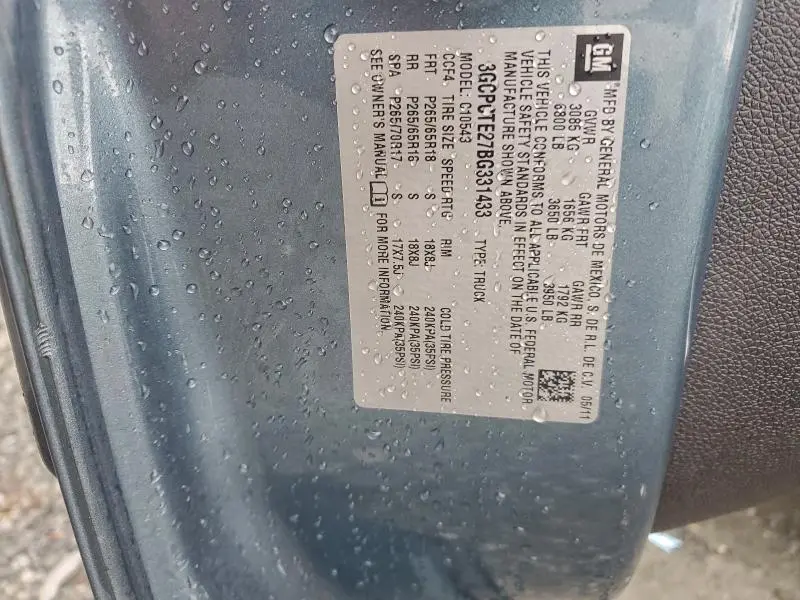 GM
MFD BY GENERAL MOTORS DE MEXICO, S. DE R.L. DE C.V. 05/11
GVWR GAWR FRT GAWR RR
3085 KG 1656 KG 1792 KG
6800 LB 3650 LB 3950 LB
THIS VEHICLE CONFORMS TO ALL APPLICABLE U.S. FEDERAL MOTOR
VEHICLE SAFETY STANDARDS IN EFFECT ON THE DATE OF
MANUFACTURE SHOWN ABOVE.
3GCPCTE27BG331433 TYPE: TRUCK
MODEL: C10543
CCF4 TIRE SIZE SPEED RTG RIM COLD TIRE PRESSURE
FRT P265/65R18 S 18X8J 240KPA(35PSI)
RR P265/65R18 S 18X8J 240KPA(35PSI)
SPA P265/70R17 S 17X7.5J 240KPA(35PSI)
SEE OWNER'S MANUAL FOR MORE INFORMATION.